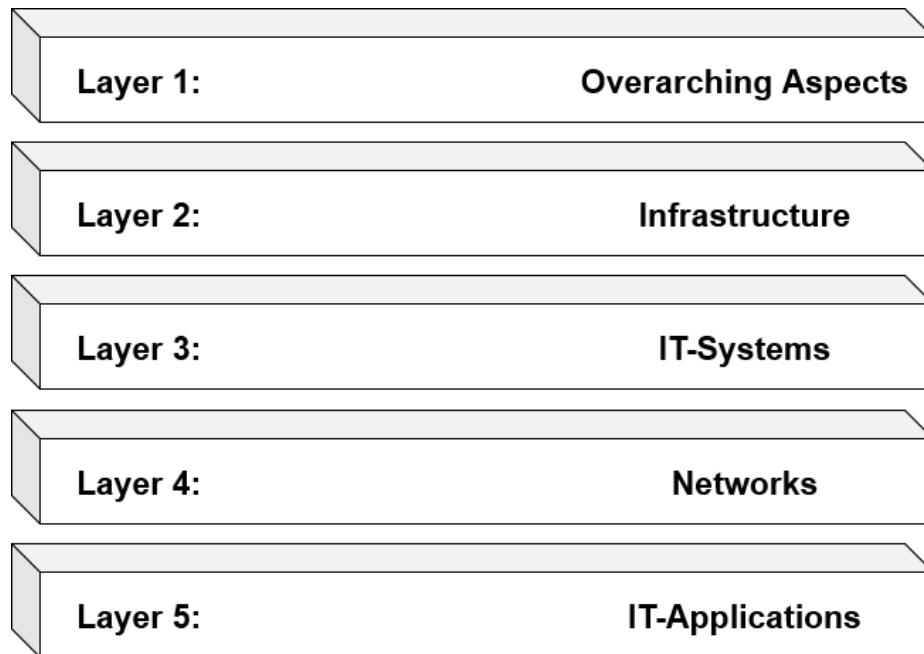 Layer 1: Overarching Aspects
Layer 2: Infrastructure
Layer 3: IT-Systems
Layer 4: Networks
Layer 5: IT-Applications